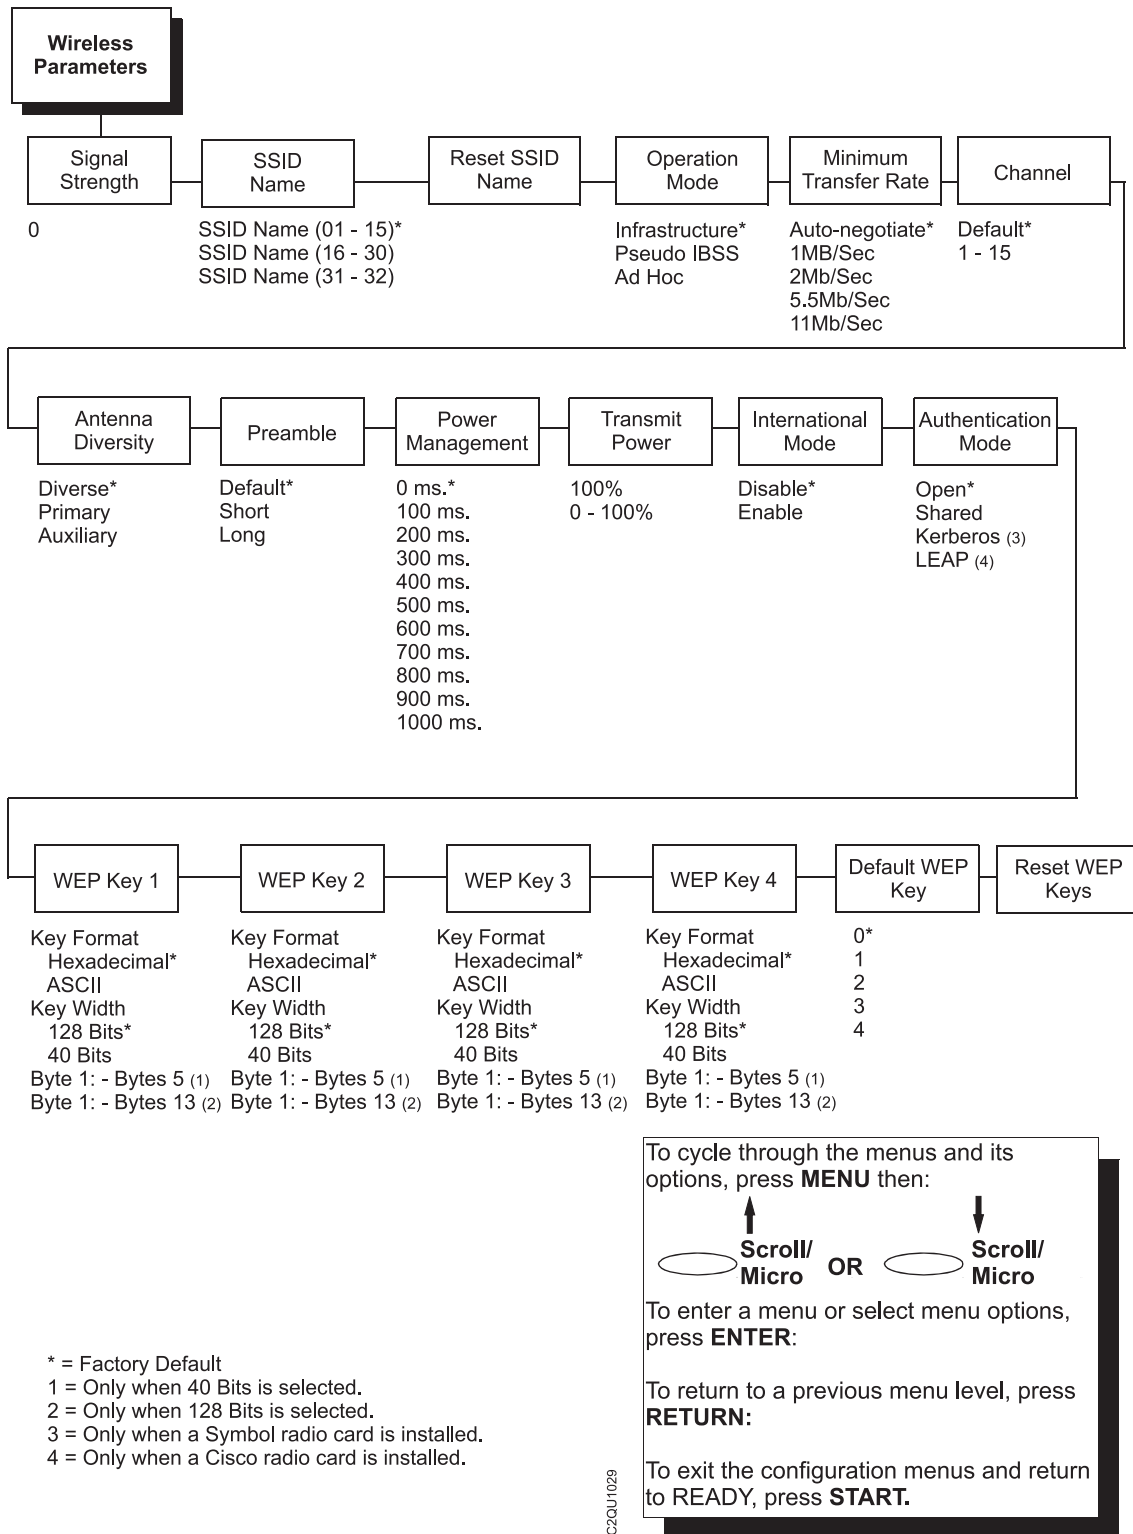 Wireless
Parameters
Signal
Strength
0
SSID
Name
SSID Name (01 - 15)*
SSID Name (16 - 30)
SSID Name (31 - 32)
Reset SSID
Name
Operation
Mode
Infrastructure*
Pseudo IBSS
Ad Hoc
Minimum
Transfer Rate
Auto-negotiate*
1MB/Sec
2Mb/Sec
5.5Mb/Sec
11Mb/Sec
Channel
Default*
1 - 15
Antenna
Diversity
Diverse*
Primary
Auxiliary
Preamble
Default*
Short
Long
Power
Management
0 ms.*
100 ms.
200 ms.
300 ms.
400 ms.
500 ms.
600 ms.
700 ms.
800 ms.
900 ms.
1000 ms.
Transmit
Power
100%
0 - 100%
International
Mode
Disable*
Enable
Authentication
Mode
Open*
Shared
Kerberos (3)
LEAP (4)
WEP Key 1
Key Format
Hexadecimal*
ASCII
Key Width
128 Bits*
40 Bits
Byte 1: - Bytes 5 (1)
Byte 1: - Bytes 13 (2)
WEP Key 2
Key Format
Hexadecimal*
ASCII
Key Width
128 Bits*
40 Bits
Byte 1: - Bytes 5 (1)
Byte 1: - Bytes 13 (2)
WEP Key 3
Key Format
Hexadecimal*
ASCII
Key Width
128 Bits*
40 Bits
Byte 1: - Bytes 5 (1)
Byte 1: - Bytes 13 (2)
WEP Key 4
Key Format
Hexadecimal*
ASCII
Key Width
128 Bits*
40 Bits
Byte 1: - Bytes 5 (1)
Byte 1: - Bytes 13 (2)
Default WEP
Key
0*
1
2
3
4
Reset WEP
Keys
To cycle through the menus and its
options, press MENU then:
Scroll/
Micro
OR
Scroll/
Micro
To enter a menu or select menu options,
press ENTER:
To return to a previous menu level, press
RETURN:
To exit the configuration menus and return
to READY, press START.
* = Factory Default
1 = Only when 40 Bits is selected.
2 = Only when 128 Bits is selected.
3 = Only when a Symbol radio card is installed.
4 = Only when a Cisco radio card is installed.
C2QU1029